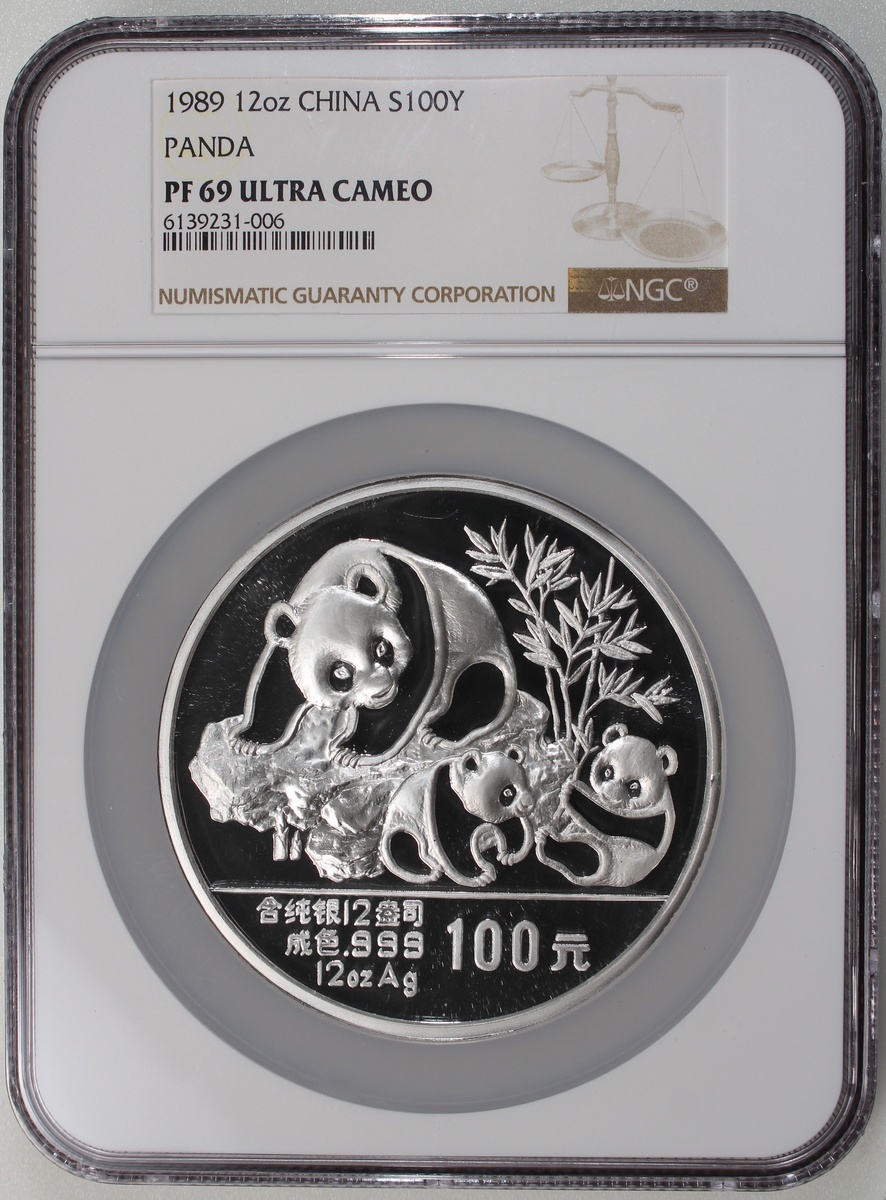 1989 12oz CHINA S100Y
PANDA
PF 69 ULTRA CAMEO
6139231-006
NUMISMATIC GUARANTY CORPORATION
NGC®
含纯银12盎司
成色.999
12oz Ag
100元